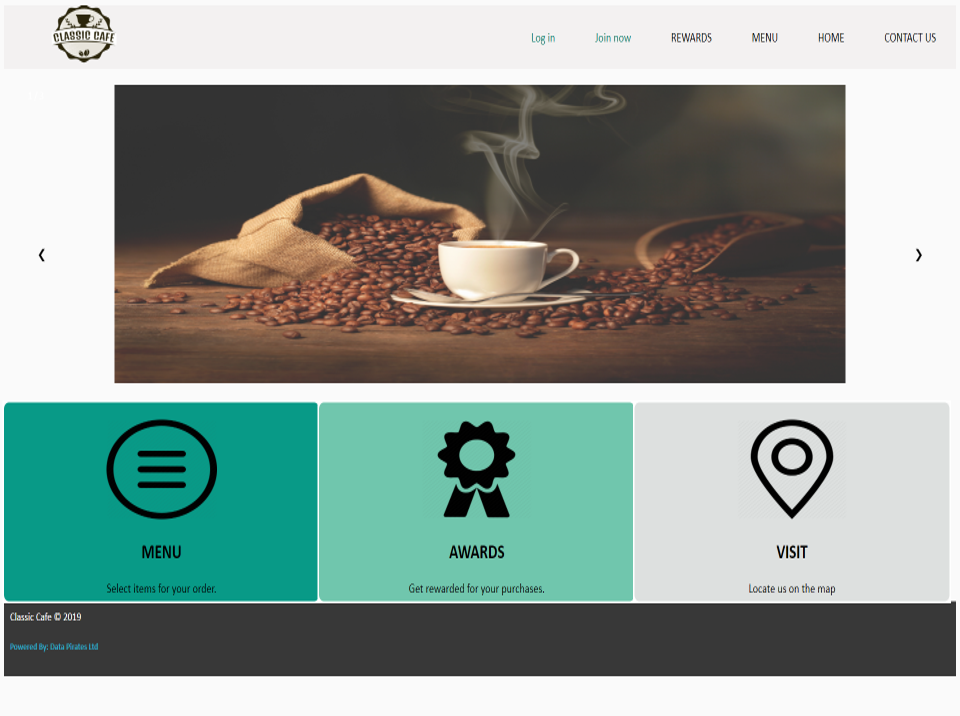 CLASSIC CAFE
Log in
Join now
REWARDS
MENU
HOME
CONTACT US
❮
❯
MENU
Select items for your order.
AWARDS
Get rewarded for your purchases.
VISIT
Locate us on the map
Classic Cafe © 2019
Powered By: Data Pirates Ltd